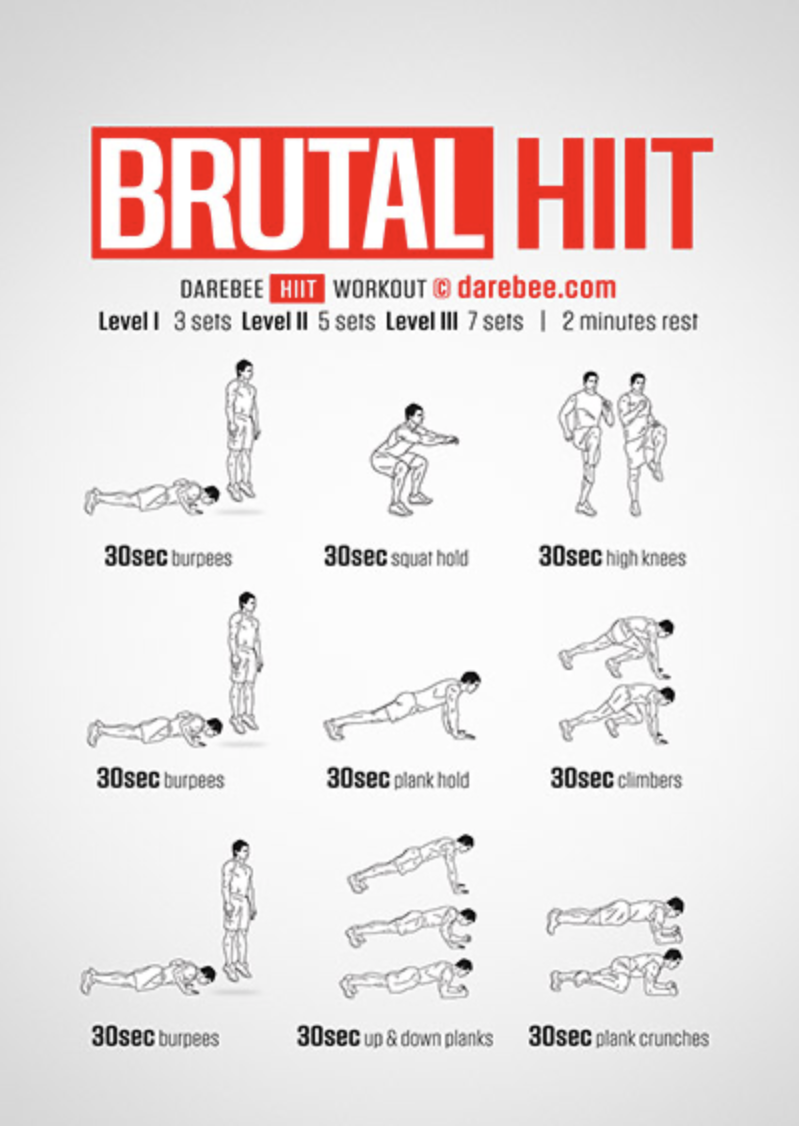 BRUTAL HIIT
DAREBEE HIIT WORKOUT © darebee.com
Level I 3 sets Level II 5 sets Level III 7 sets | 2 minutes rest
30sec burpees
30sec squat hold
30sec high knees
30sec burpees
30sec plank hold
30sec climbers
30sec burpees
30sec up & down planks
30sec plank crunches